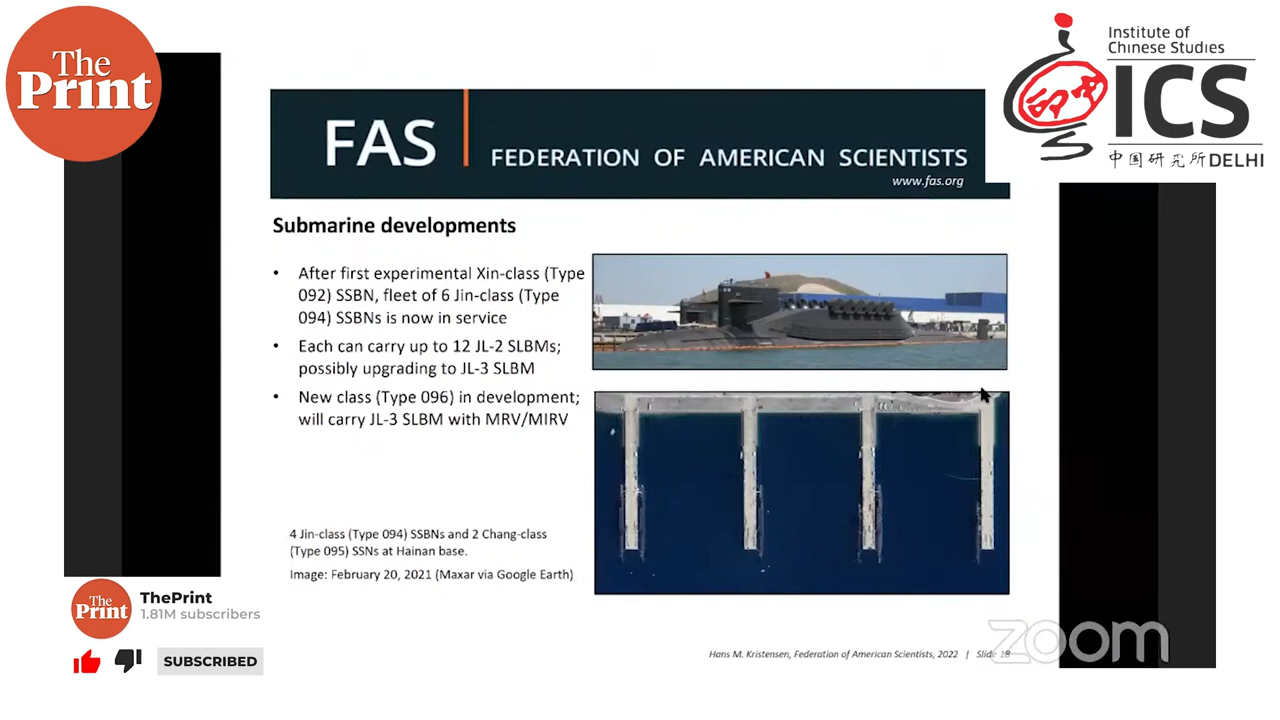 The
Print
Institute of
Chinese Studies
ICS
中国研究所 DELHI
FAS
FEDERATION OF AMERICAN SCIENTISTS
www.fas.org
Submarine developments
• After first experimental Xin-class (Type
092) SSBN, fleet of 6 Jin-class (Type
094) SSBNs is now in service
• Each can carry up to 12 JL-2 SLBMs;
possibly upgrading to JL-3 SLBM
• New class (Type 096) in development;
will carry JL-3 SLBM with MRV/MIRV
4 Jin-class (Type 094) SSBNs and 2 Chang-class
(Type 095) SSNs at Hainan base.
Image: February 20, 2021 (Maxar via Google Earth)
The
Print
ThePrint
1.81M subscribers
SUBSCRIBED
zoom
Hans M. Kristensen, Federation of American Scientists, 2022 | Slide 18